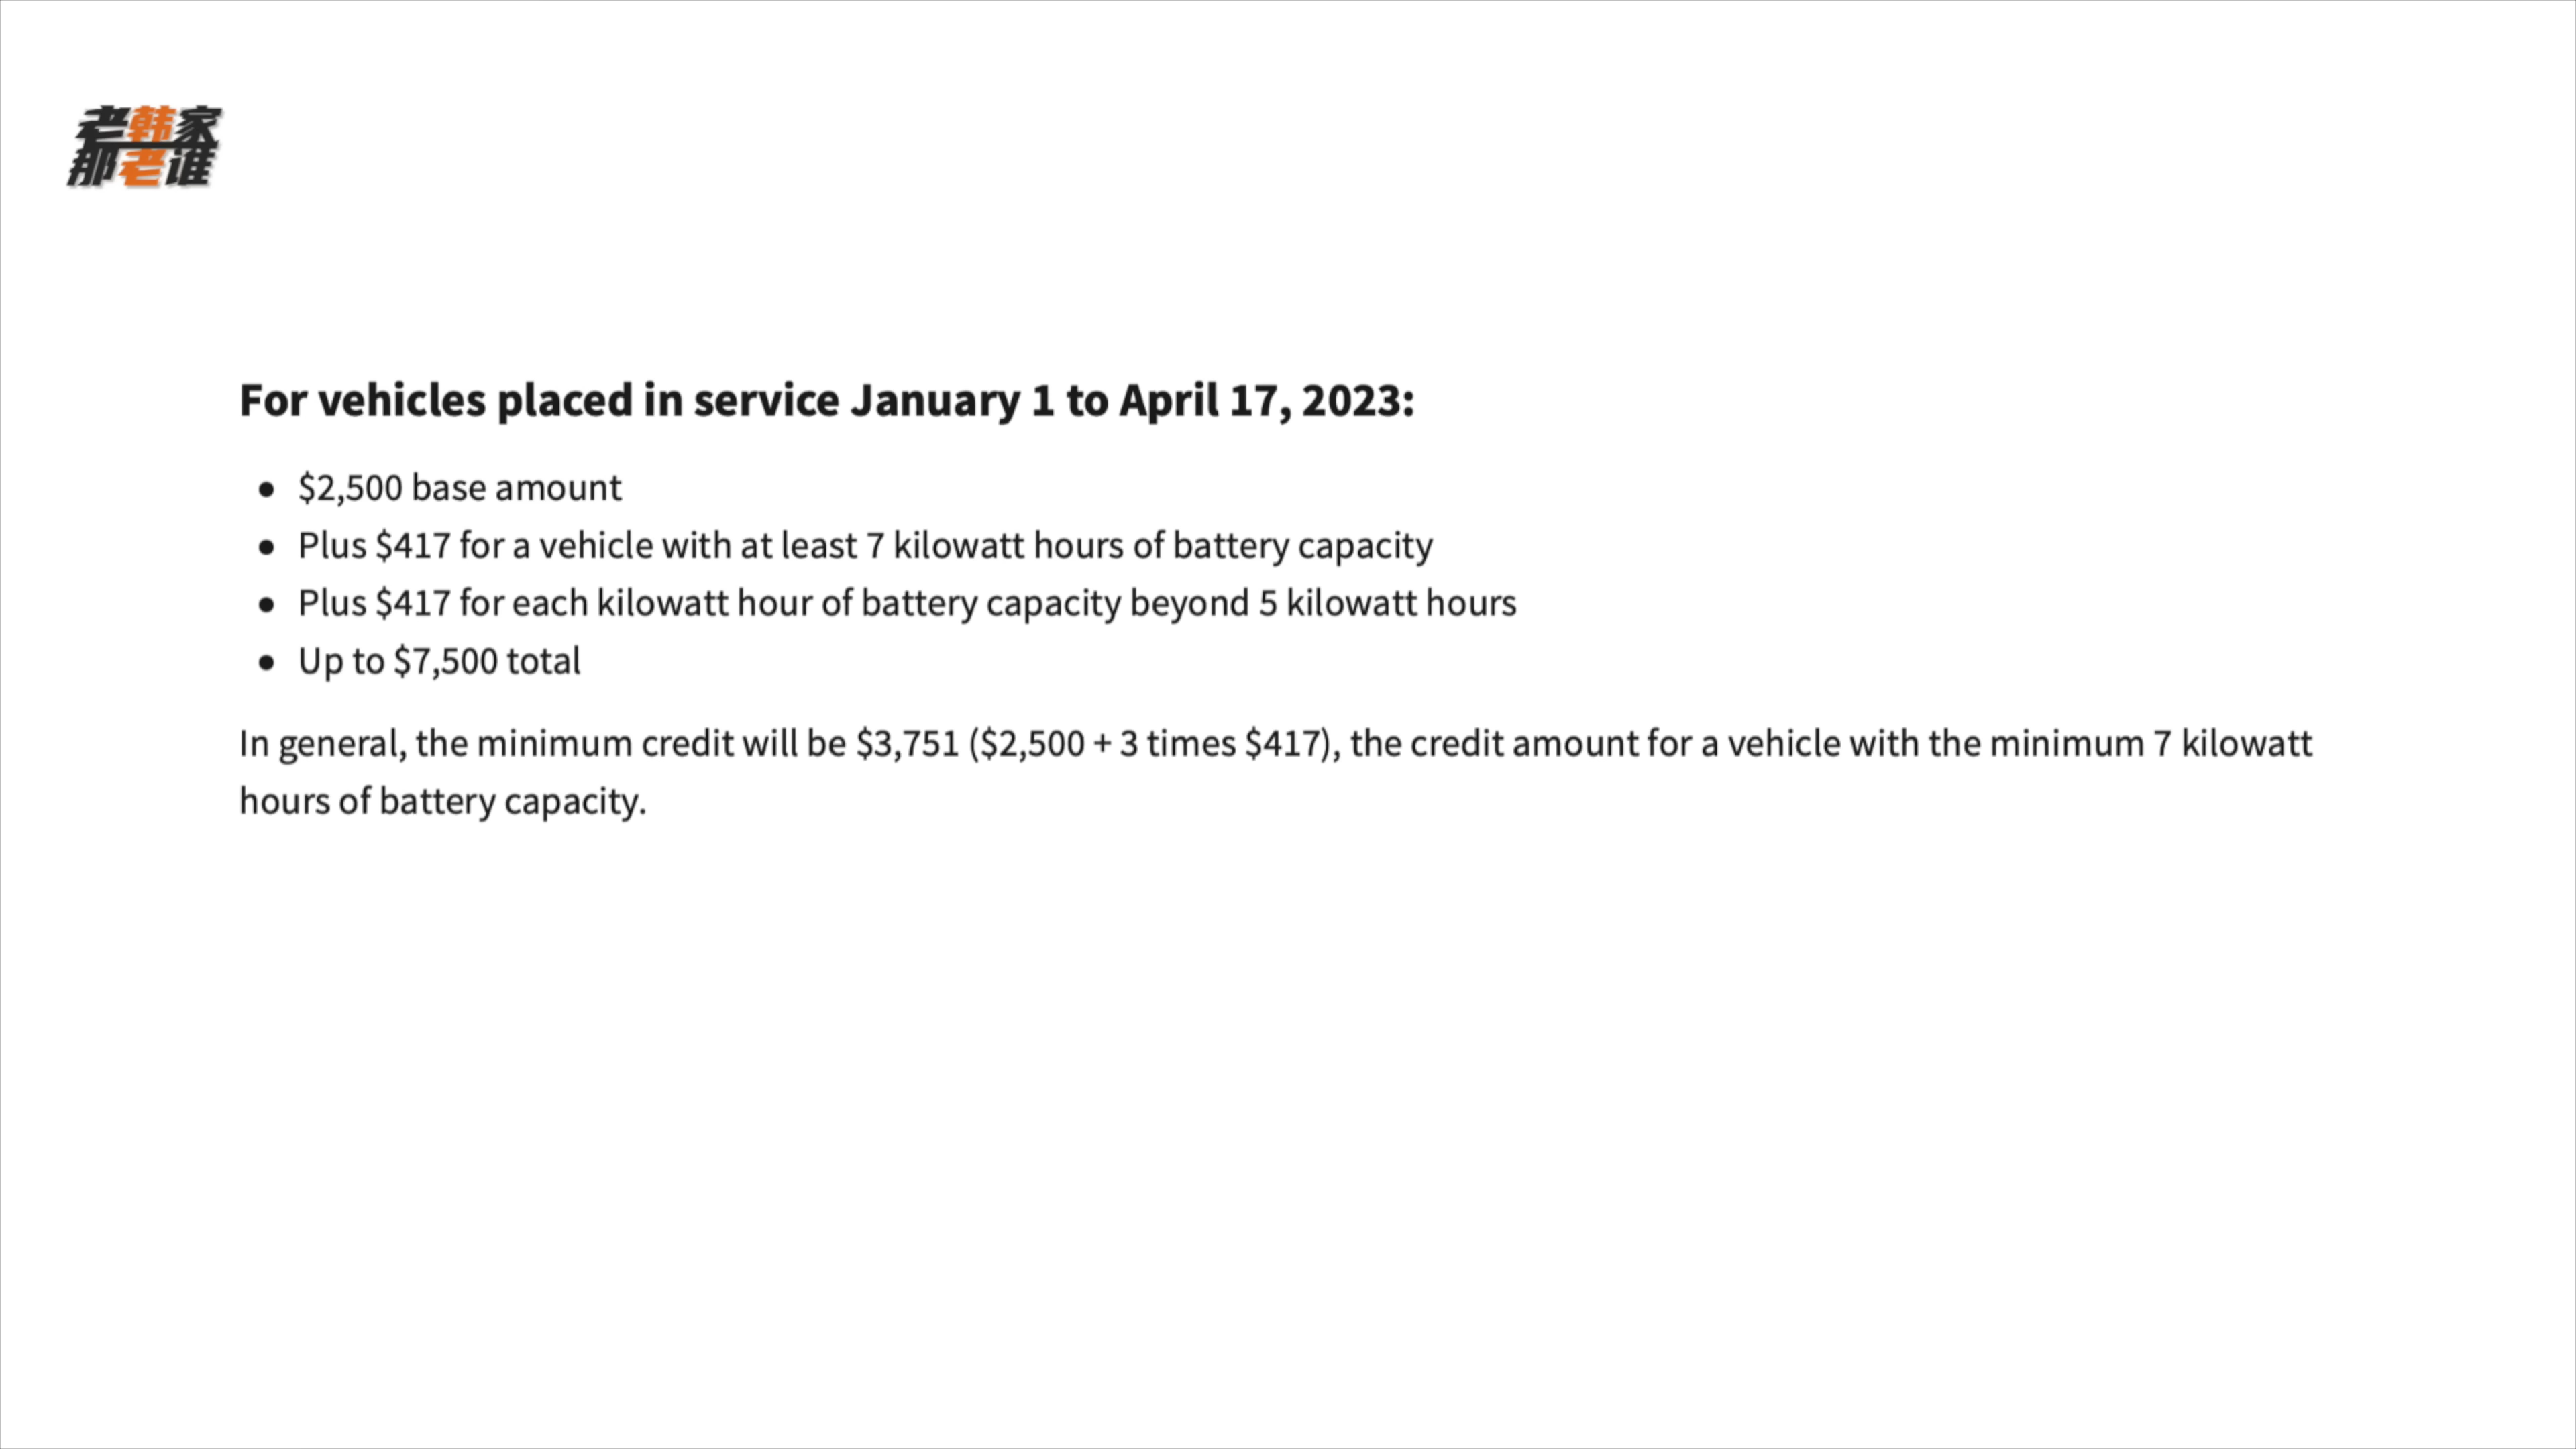 老韩家
那老谁
For vehicles placed in service January 1 to April 17, 2023:
• $2,500 base amount
• Plus $417 for a vehicle with at least 7 kilowatt hours of battery capacity
• Plus $417 for each kilowatt hour of battery capacity beyond 5 kilowatt hours
• Up to $7,500 total
In general, the minimum credit will be $3,751 ($2,500 + 3 times $417), the credit amount for a vehicle with the minimum 7 kilowatt
hours of battery capacity.